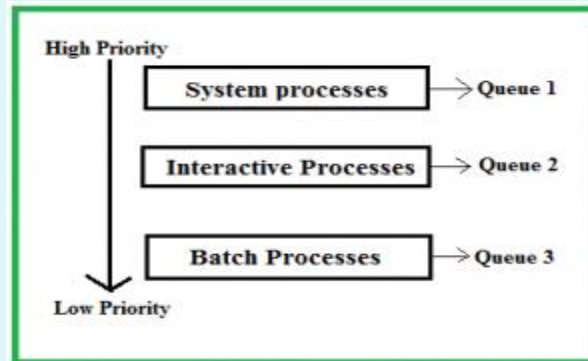 High Priority
System processes
Queue 1
Interactive Processes
Queue 2
Batch Processes
Queue 3
Low Priority